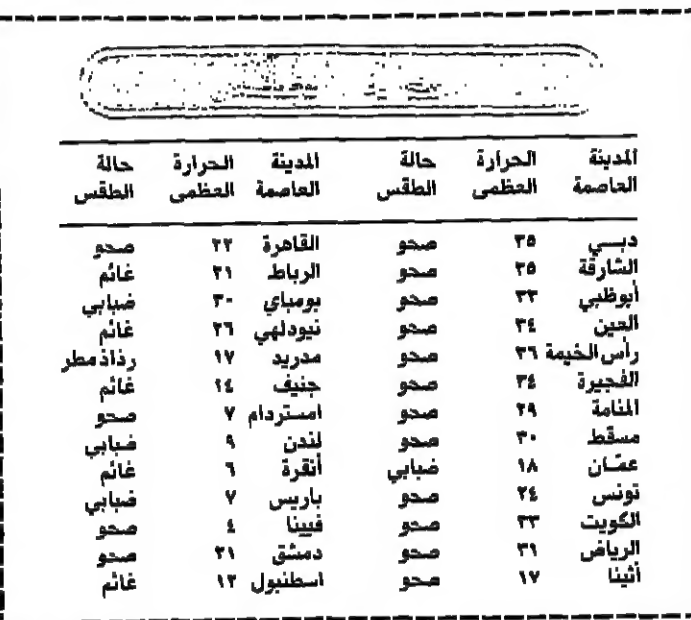 المدينة الحرارة حالة المدينة الحرارة حالة
العاصمة العظمى الطقس العاصمة العظمى الطقس
دبـــي ٣٥ صحو القاهرة ٢٢ صحو
الشارقة ٣٥ صحو الرباط ٢١ غائم
أبوظبي ٣٣ صحو بومباي ٣٠ ضبابي
العين ٣٤ صحو نيودلهي ٢٦ غائم
رأس الخيمة ٣٦ صحو مدريد ١٧ رذاذ مطر
الفجيرة ٣٤ صحو جنيف ١٤ غائم
المنامة ٢٩ صحو امستردام ٧ صحو
مسقط ٣٠ صحو لندن ٩ ضبابي
عمّان ١٨ ضبابي أنقرة ٦ غائم
تونس ٢٤ صحو باريس ٧ ضبابي
الكويت ٣٣ صحو فيينا ٤ صحو
الرياض ٣١ صحو دمشق ٢١ صحو
أثينا ١٧ صحو اسطنبول ١٢ غائم